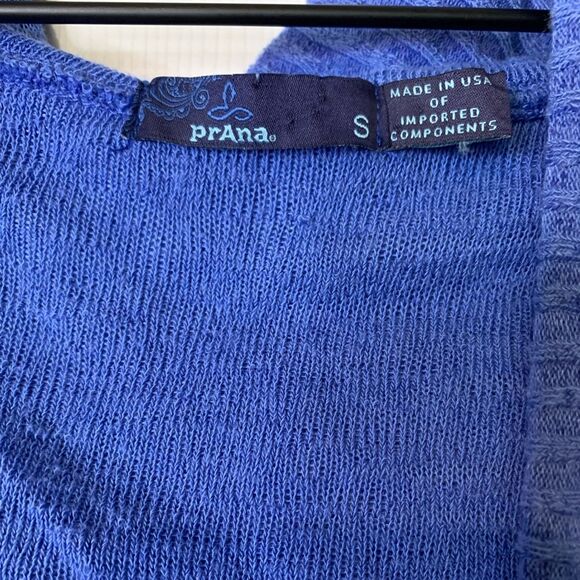 prAna®
S
MADE IN USA
OF
IMPORTED
COMPONENTS